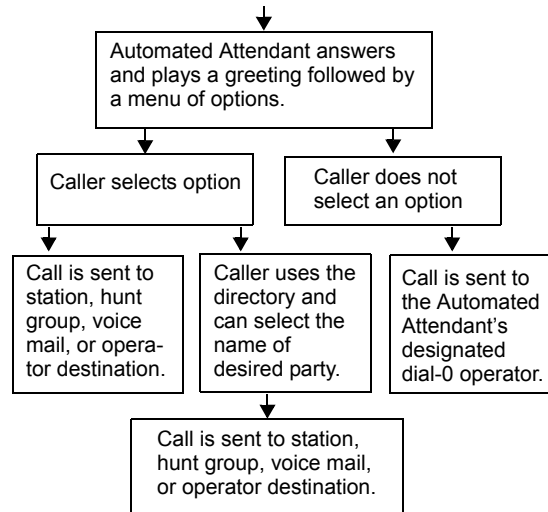 Automated Attendant answers
and plays a greeting followed by
a menu of options.
Caller selects option
Caller does not
select an option
Call is sent to
station, hunt
group, voice
mail, or opera-
tor destination.
Caller uses the
directory and
can select the
name of
desired party.
Call is sent to
the Automated
Attendant’s
designated
dial-0 operator.
Call is sent to station,
hunt group, voice mail,
or operator destination.